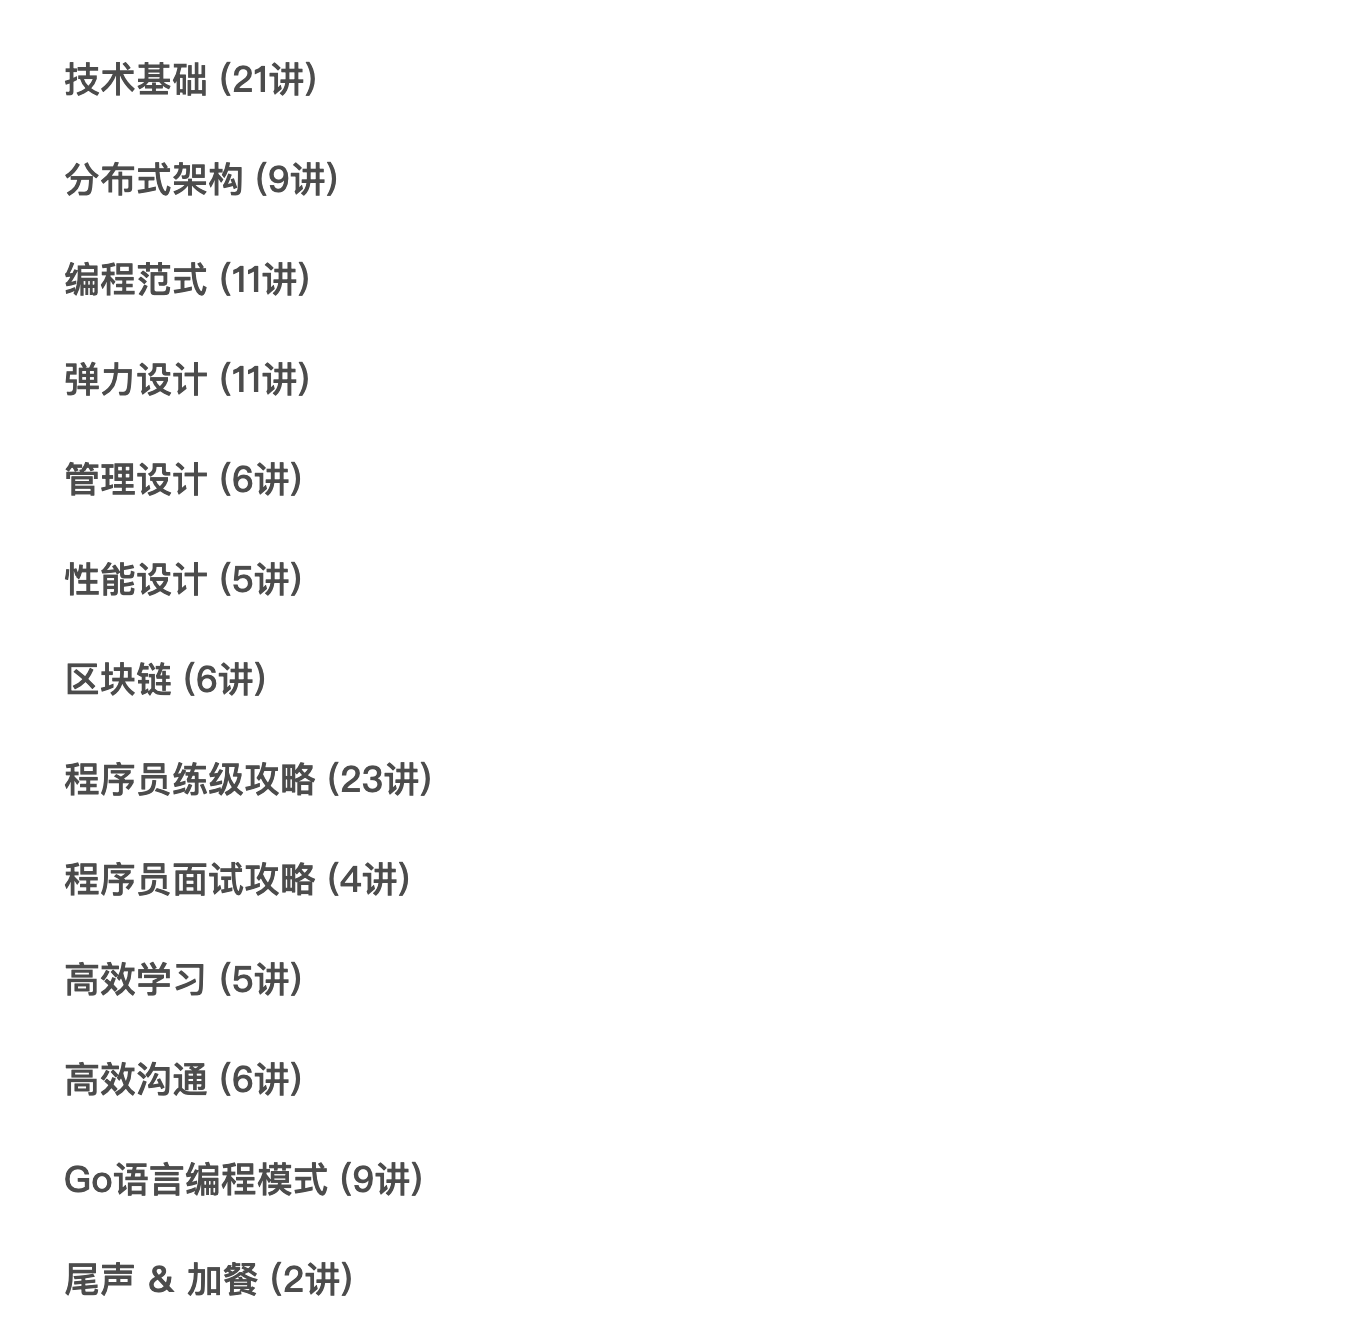 技术基础 (21讲)
分布式架构 (9讲)
编程范式 (11讲)
弹力设计 (11讲)
管理设计 (6讲)
性能设计 (5讲)
区块链 (6讲)
程序员练级攻略 (23讲)
程序员面试攻略 (4讲)
高效学习 (5讲)
高效沟通 (6讲)
Go语言编程模式 (9讲)
尾声 & 加餐 (2讲)